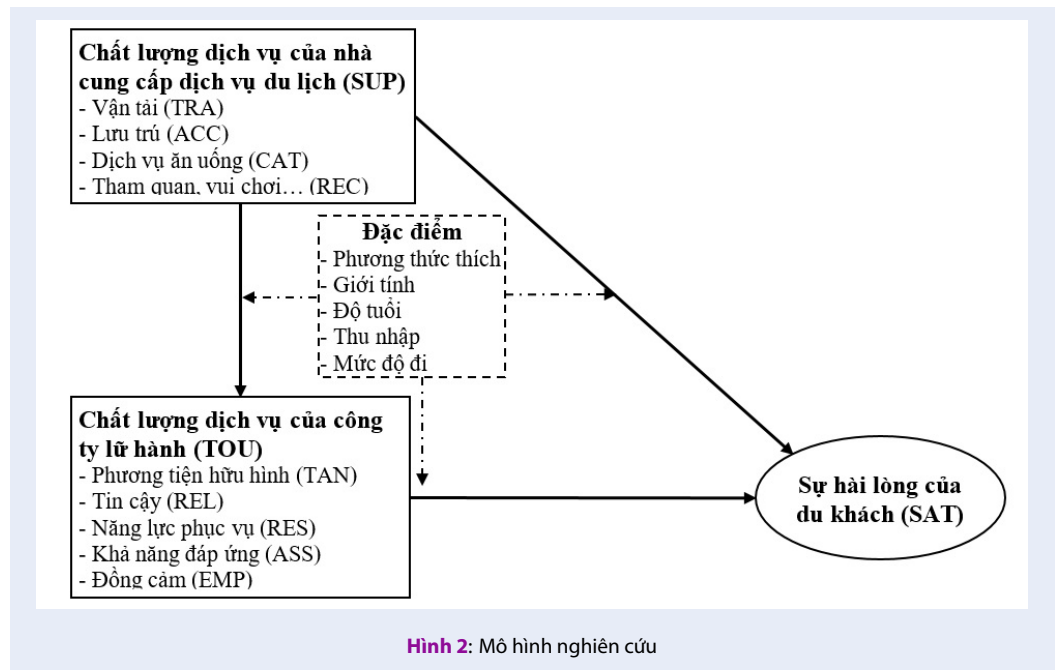 Chất lượng dịch vụ của nhà
cung cấp dịch vụ du lịch (SUP)
- Vận tải (TRA)
- Lưu trú (ACC)
- Dịch vụ ăn uống (CAT)
- Tham quan, vui chơi... (REC)
Đặc điểm
- Phương thức thích
- Giới tính
- Độ tuổi
- Thu nhập
- Mức độ đi
Chất lượng dịch vụ của công
ty lữ hành (TOU)
- Phương tiện hữu hình (TAN)
- Tin cậy (REL)
- Năng lực phục vụ (RES)
- Khả năng đáp ứng (ASS)
- Đồng cảm (EMP)
Sự hài lòng của
du khách (SAT)
Hình 2: Mô hình nghiên cứu